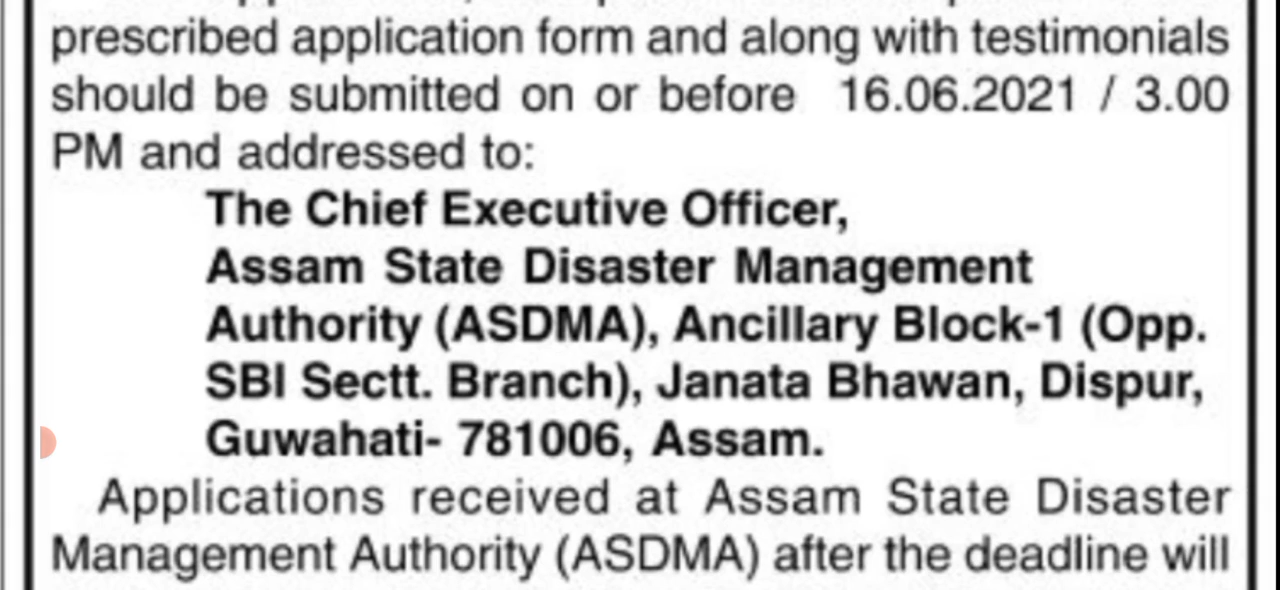 prescribed application form and along with testimonials
should be submitted on or before 16.06.2021 / 3.00
PM and addressed to:
The Chief Executive Officer,
Assam State Disaster Management
Authority (ASDMA), Ancillary Block-1 (Opp.
SBI Sectt. Branch), Janata Bhawan, Dispur,
Guwahati- 781006, Assam.
Applications received at Assam State Disaster
Management Authority (ASDMA) after the deadline will